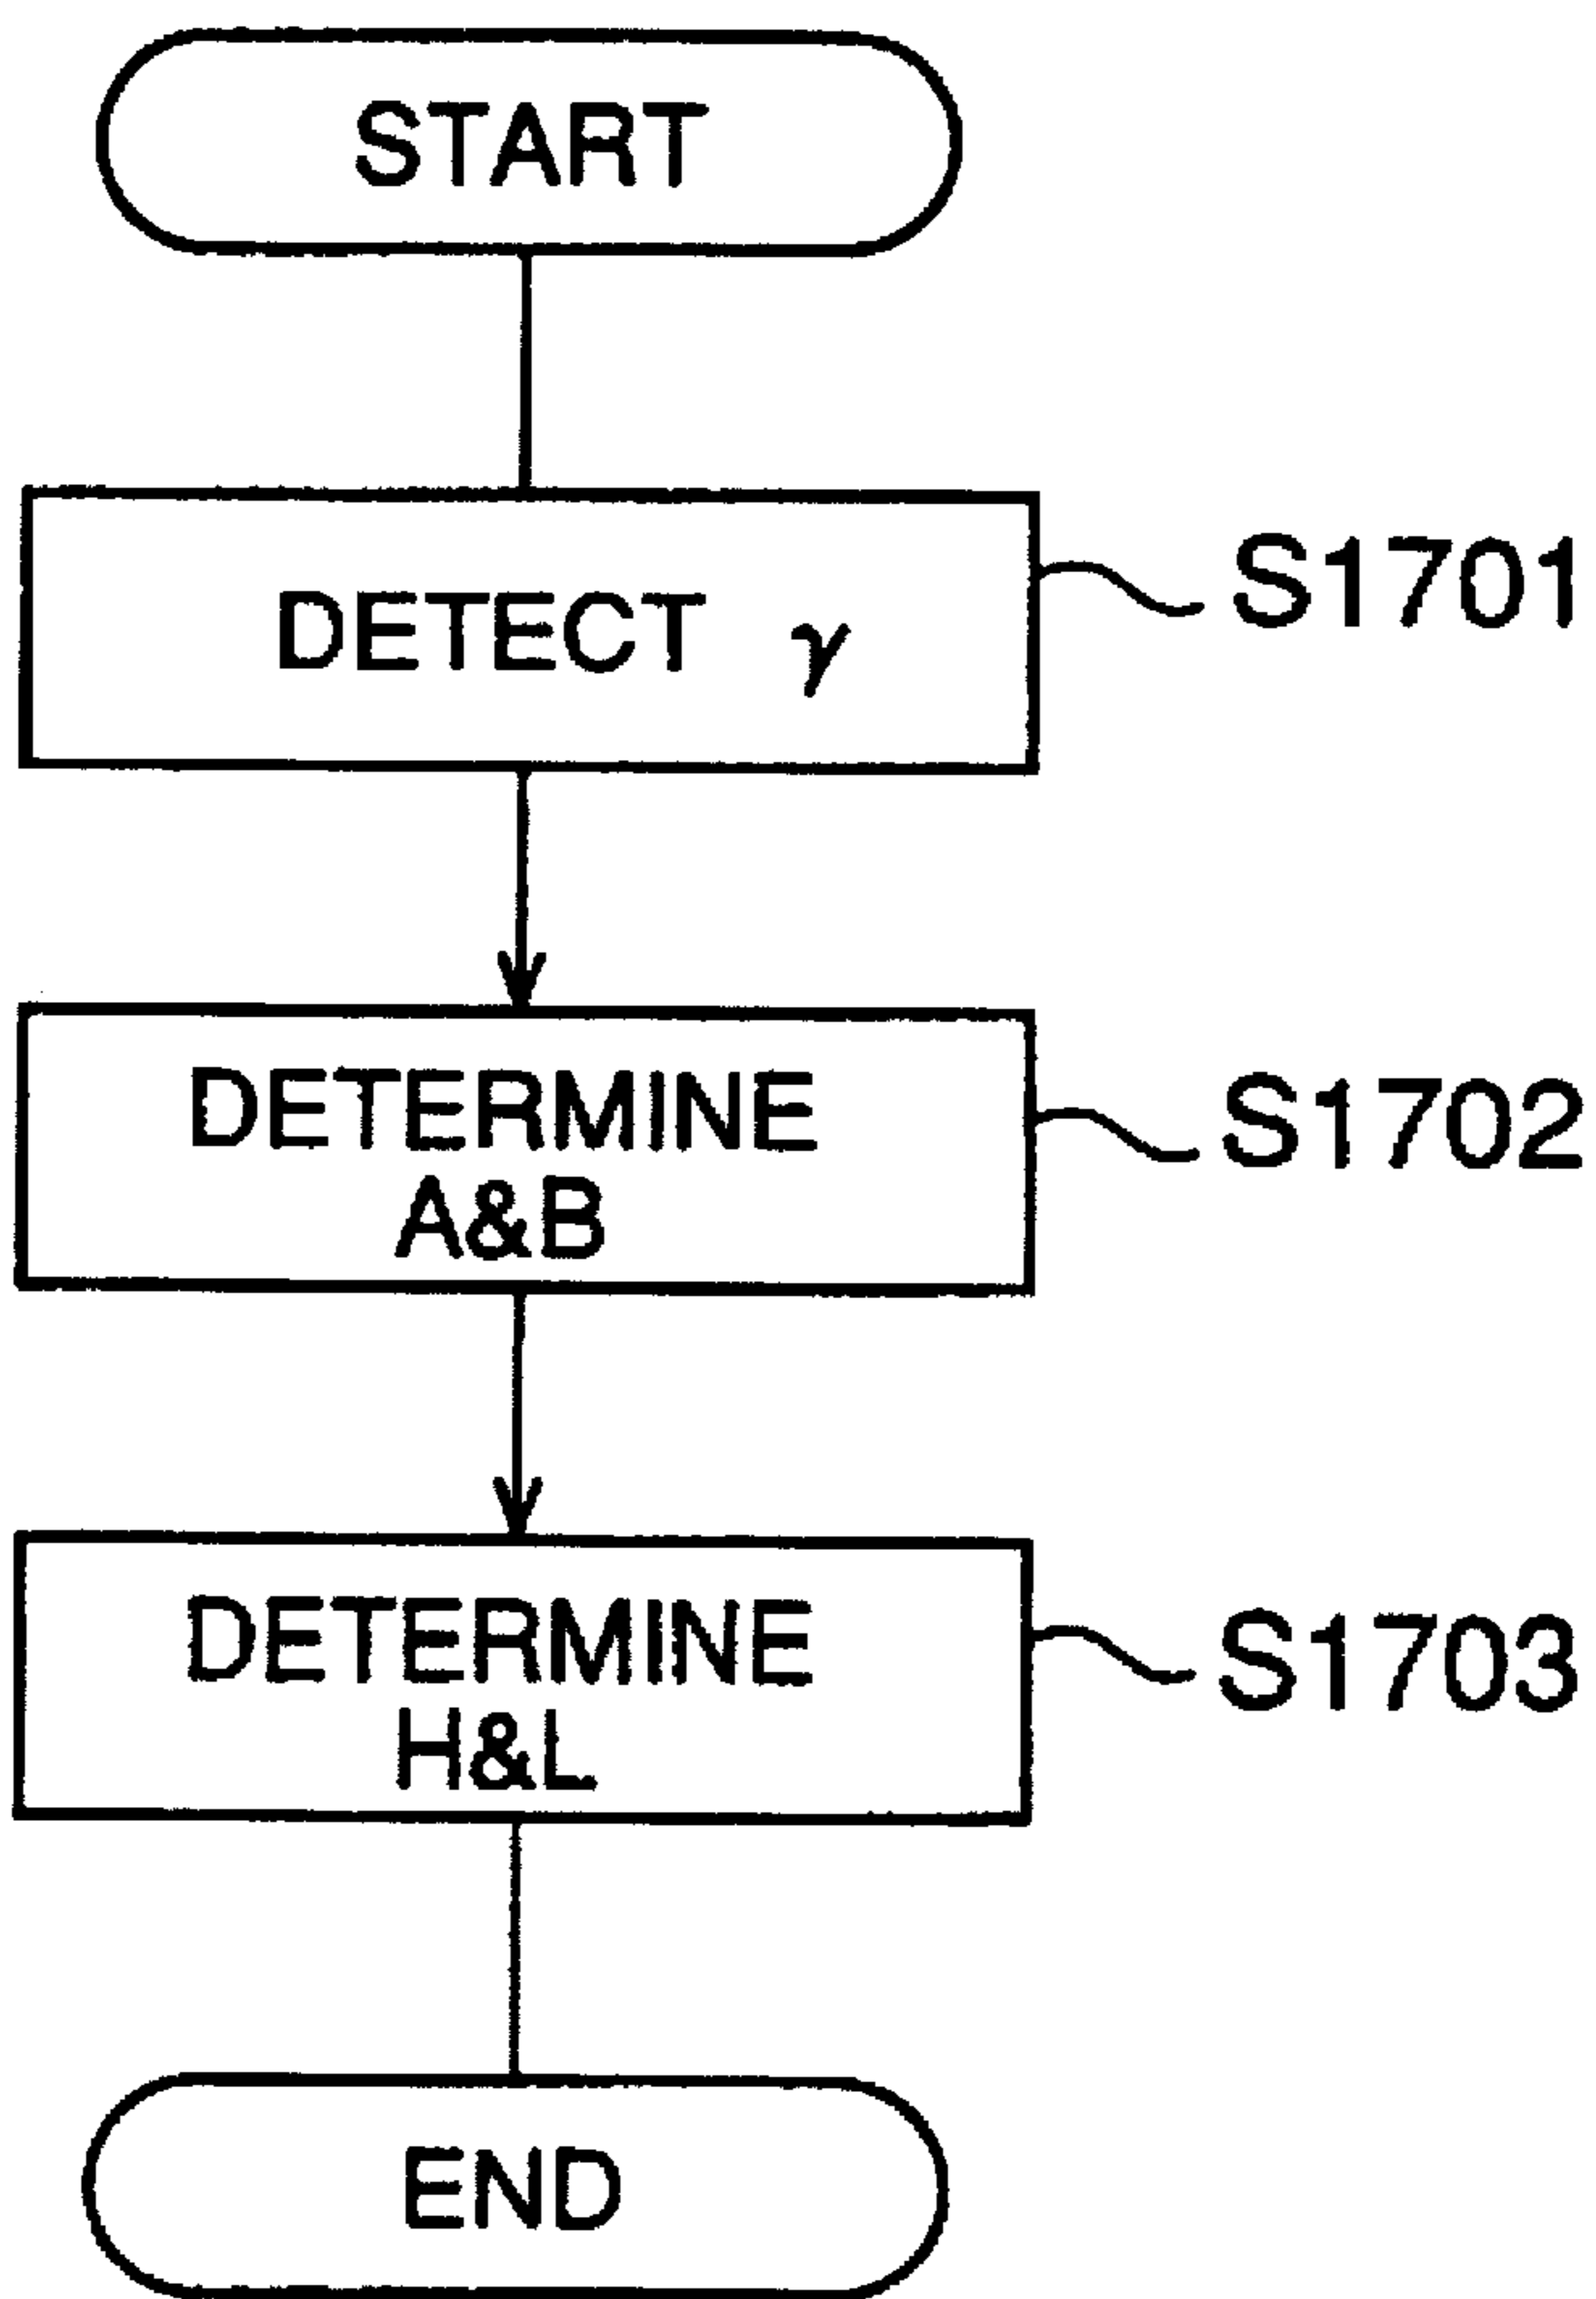 START
DETECT γ
S1701
DETERMINE
A&B
S1702
DETERMINE
H&L
S1703
END